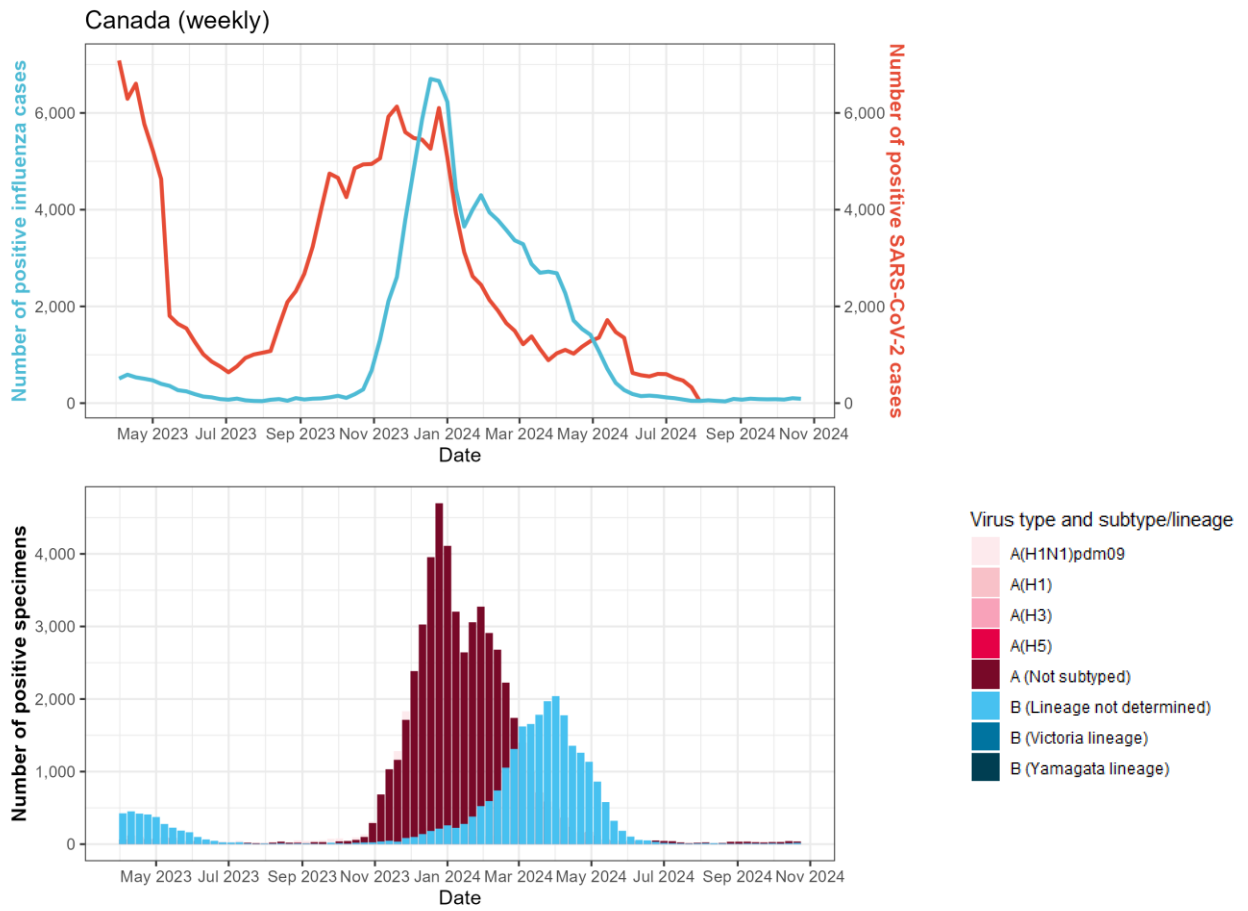 Canada (weekly)
Number of positive influenza cases
6,000
4,000
2,000
0
6,000
4,000
2,000
0
Number of positive SARS-CoV-2 cases
May 2023 Jul 2023 Sep 2023 Nov 2023 Jan 2024 Mar 2024 May 2024 Jul 2024 Sep 2024 Nov 2024
Date
Number of positive specimens
4,000
3,000
2,000
1,000
0
May 2023 Jul 2023 Sep 2023 Nov 2023 Jan 2024 Mar 2024 May 2024 Jul 2024 Sep 2024 Nov 2024
Date
Virus type and subtype/lineage
A(H1N1)pdm09
A(H1)
A(H3)
A(H5)
A (Not subtyped)
B (Lineage not determined)
B (Victoria lineage)
B (Yamagata lineage)